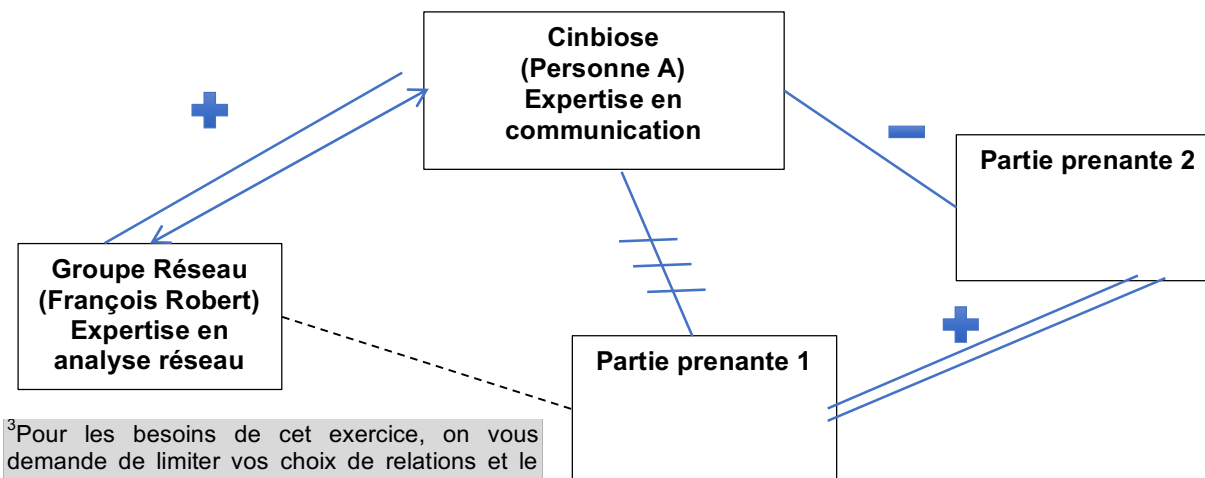 Cinbiose
(Personne A)
Expertise en
communication
Partie prenante 2
Groupe Réseau
(François Robert)
Expertise en
analyse réseau
Partie prenante 1
³Pour les besoins de cet exercice, on vous
demande de limiter vos choix de relations et le